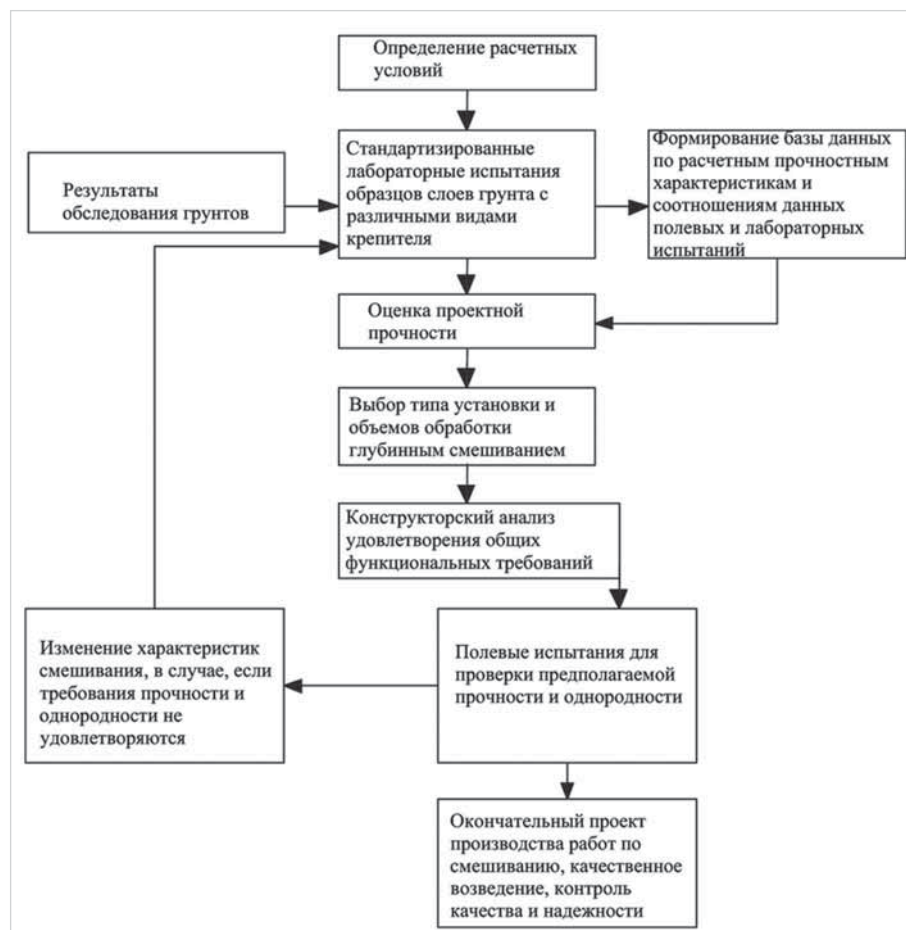 Определение расчетных
условий
Стандартизированные
лабораторные испытания
образцов слоев грунта с
различными видами
крепителя
Формирование базы данных
по расчетным прочностным
характеристикам и
соотношениям данных
полевых и лабораторных
испытаний
Результаты
обследования грунтов
Оценка проектной
прочности
Выбор типа установки и
объемов обработки
глубинным смешиванием
Конструкторский анализ
удовлетворения общих
функциональных требований
Изменение характеристик
смешивания, в случае, если
требования прочности и
однородности не
удовлетворяются
Полевые испытания для
проверки предполагаемой
прочности и однородности
Окончательный проект
производства работ по
смешиванию, качественное
возведение, контроль
качества и надежности